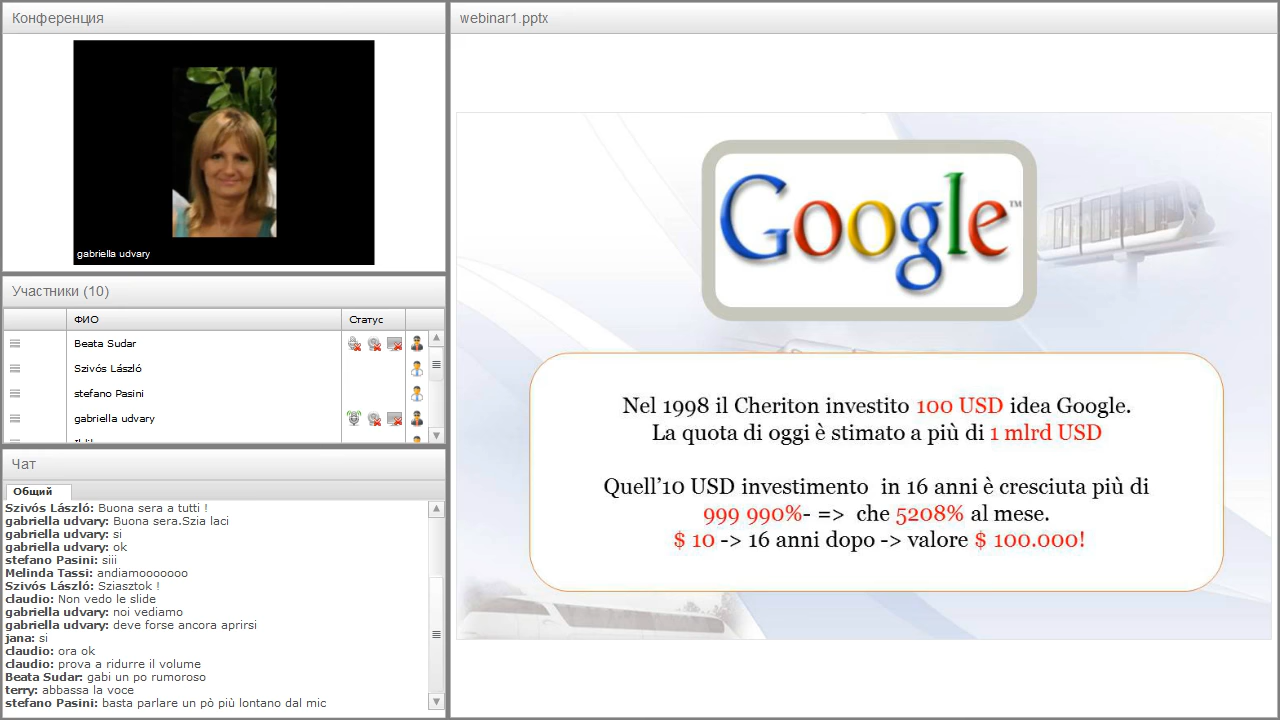 Конференция
gabriella udvary
Участники (10)
ФИО Статус
Beata Sudar
Szivós László
stefano Pasini
gabriella udvary
Чат
Общий
Szivós László: Buona sera a tutti !
gabriella udvary: Buona sera.Szia laci
gabriella udvary: si
gabriella udvary: ok
stefano Pasini: siii
Melinda Tassi: andiamooooooo
Szivós László: Sziasztok !
claudio: Non vedo le slide
gabriella udvary: noi vediamo
gabriella udvary: deve forse ancora aprirsi
jana: si
claudio: ora ok
claudio: prova a ridurre il volume
Beata Sudar: gabi un po rumoroso
terry: abbassa la voce
stefano Pasini: basta parlare un pò più lontano dal mic
webinar1.pptx
Google™
Nel 1998 il Cheriton investito 100 USD idea Google.
La quota di oggi è stimato a più di 1 mlrd USD
Quell'10 USD investimento in 16 anni è cresciuta più di
999 990%- => che 5208% al mese.
$ 10 -> 16 anni dopo -> valore $ 100.000!